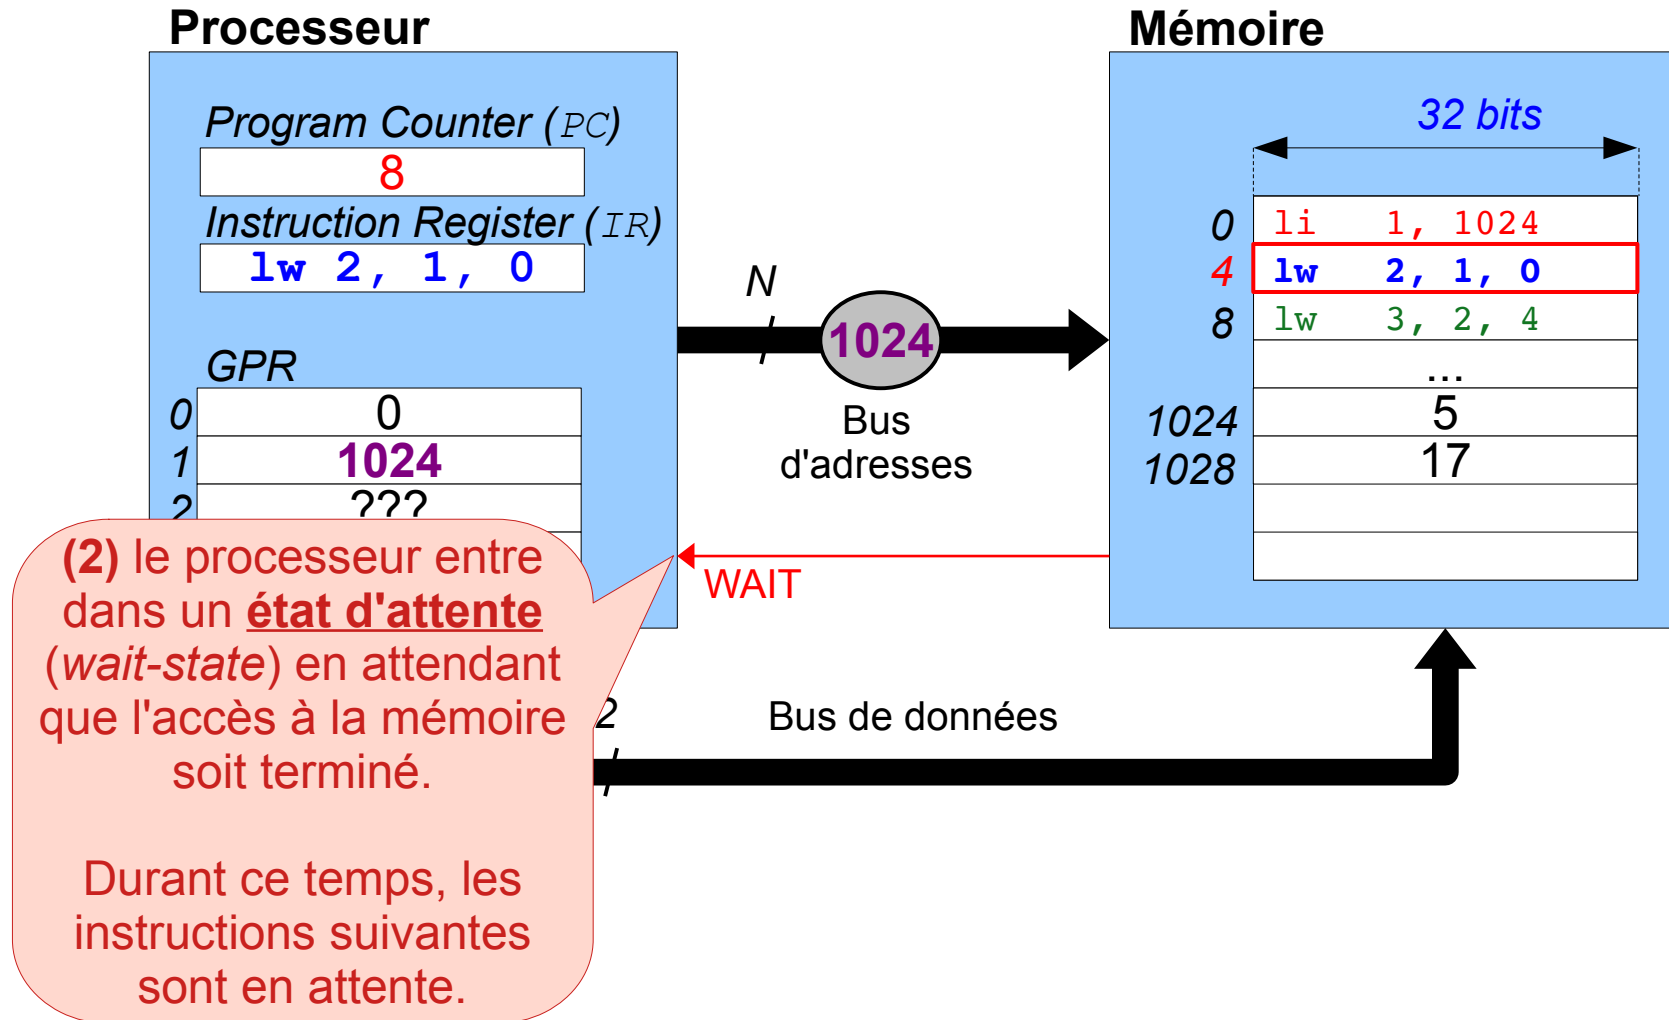 Processeur
Mémoire
Program Counter (PC)
8
Instruction Register (IR)
lw 2, 1, 0
GPR
0 0
1 1024
2 ???
N
1024
Bus
d'adresses
WAIT
32 bits
0 li 1, 1024
4 lw 2, 1, 0
8 lw 3, 2, 4
...
1024 5
1028 17
(2) le processeur entre
dans un état d'attente
(wait-state) en attendant
que l'accès à la mémoire
soit terminé.
Durant ce temps, les
instructions suivantes
sont en attente.
2
Bus de données